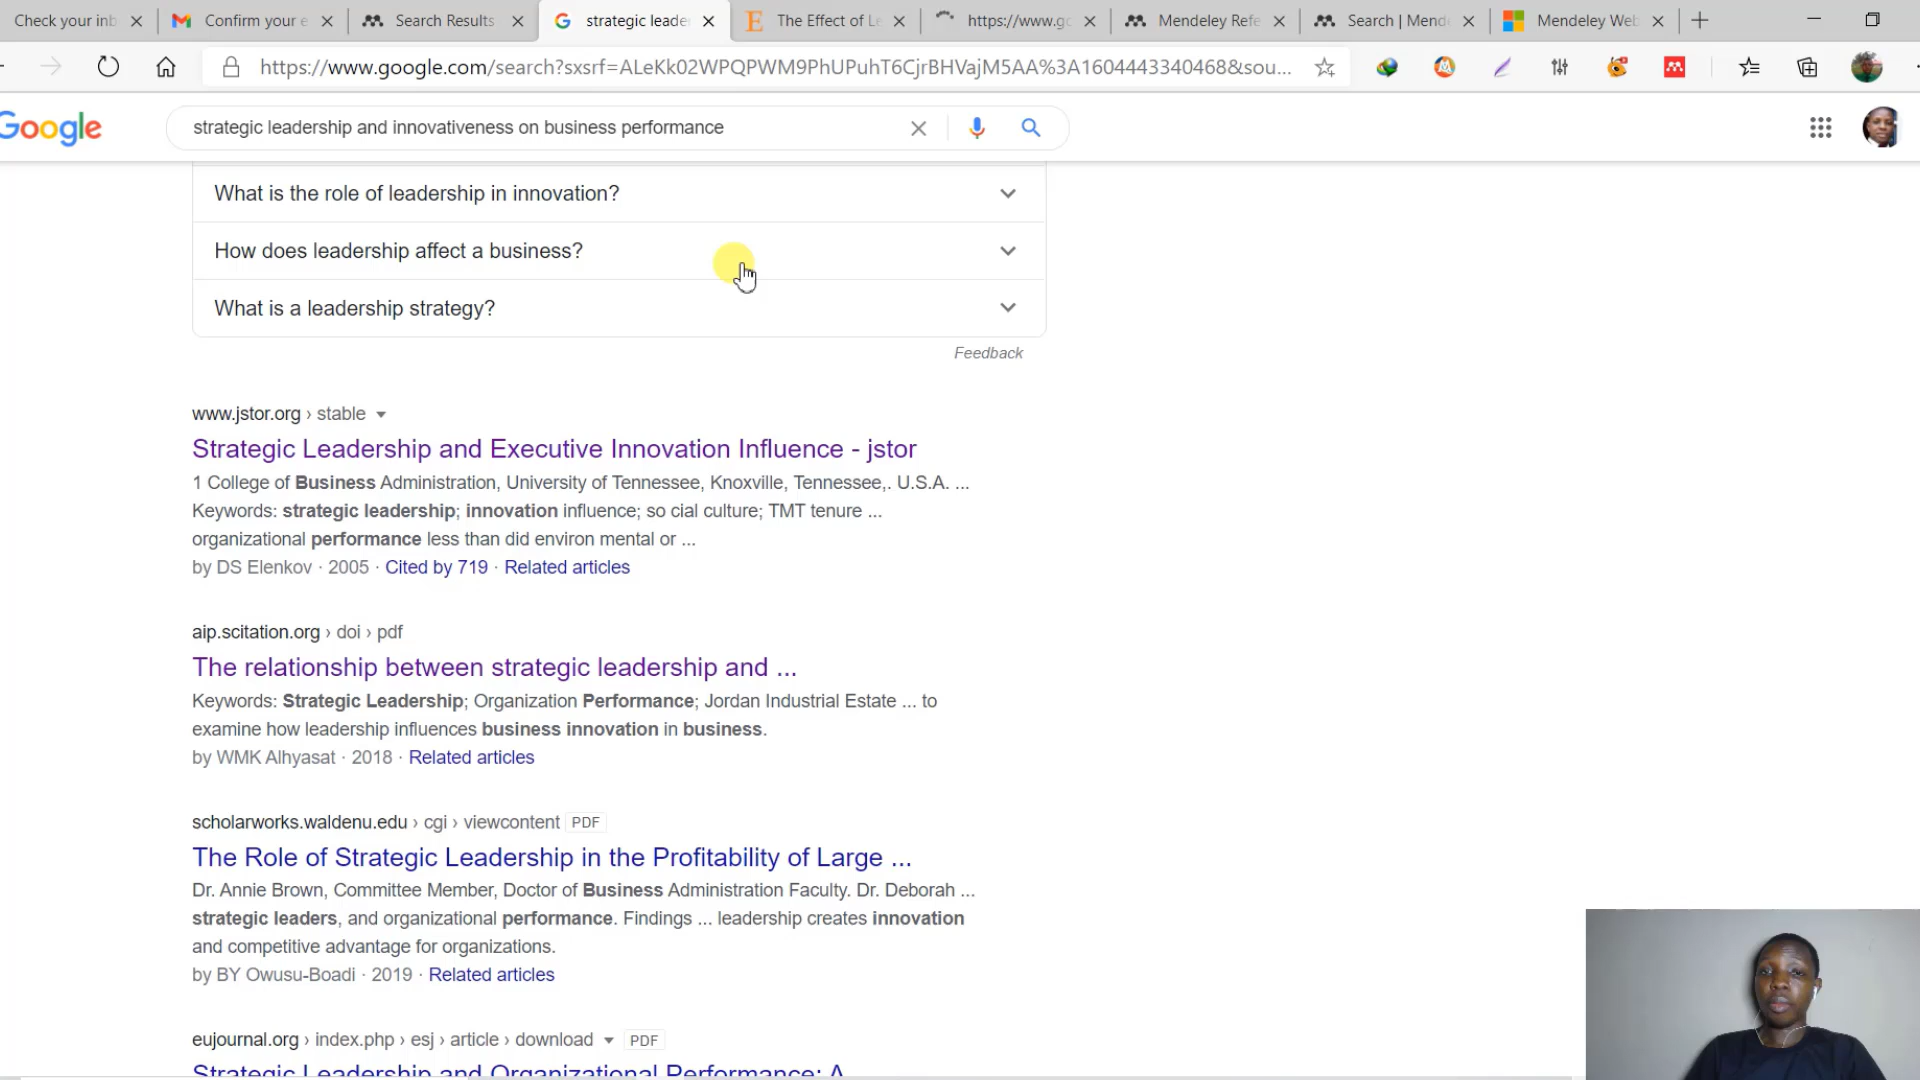 Check your inb
Confirm your e
Search Results
strategic leade
The Effect of Le
https://www.go
Mendeley Refe
Search | Mende
Mendeley Web
https://www.google.com/search?sxsrf=ALeKk02WPQPWM9PhUPuhT6CjrBHVajM5AA%3A1604443340468&sou...
Google
strategic leadership and innovativeness on business performance
What is the role of leadership in innovation?
How does leadership affect a business?
What is a leadership strategy?
Feedback
www.jstor.org › stable
Strategic Leadership and Executive Innovation Influence - jstor
1 College of Business Administration, University of Tennessee, Knoxville, Tennessee,. U.S.A. ...
Keywords: strategic leadership; innovation influence; so cial culture; TMT tenure ...
organizational performance less than did environ mental or ...
by DS Elenkov · 2005 · Cited by 719 · Related articles
aip.scitation.org › doi › pdf
The relationship between strategic leadership and ...
Keywords: Strategic Leadership; Organization Performance; Jordan Industrial Estate ... to
examine how leadership influences business innovation in business.
by WMK Alhyasat · 2018 · Related articles
scholarworks.waldenu.edu › cgi › viewcontent PDF
The Role of Strategic Leadership in the Profitability of Large ...
Dr. Annie Brown, Committee Member, Doctor of Business Administration Faculty. Dr. Deborah ...
strategic leaders, and organizational performance. Findings ... leadership creates innovation
and competitive advantage for organizations.
by BY Owusu-Boadi · 2019 · Related articles
eujournal.org › index.php › esj › article › download PDF
Strategic Leadership and Organizational Performance: A